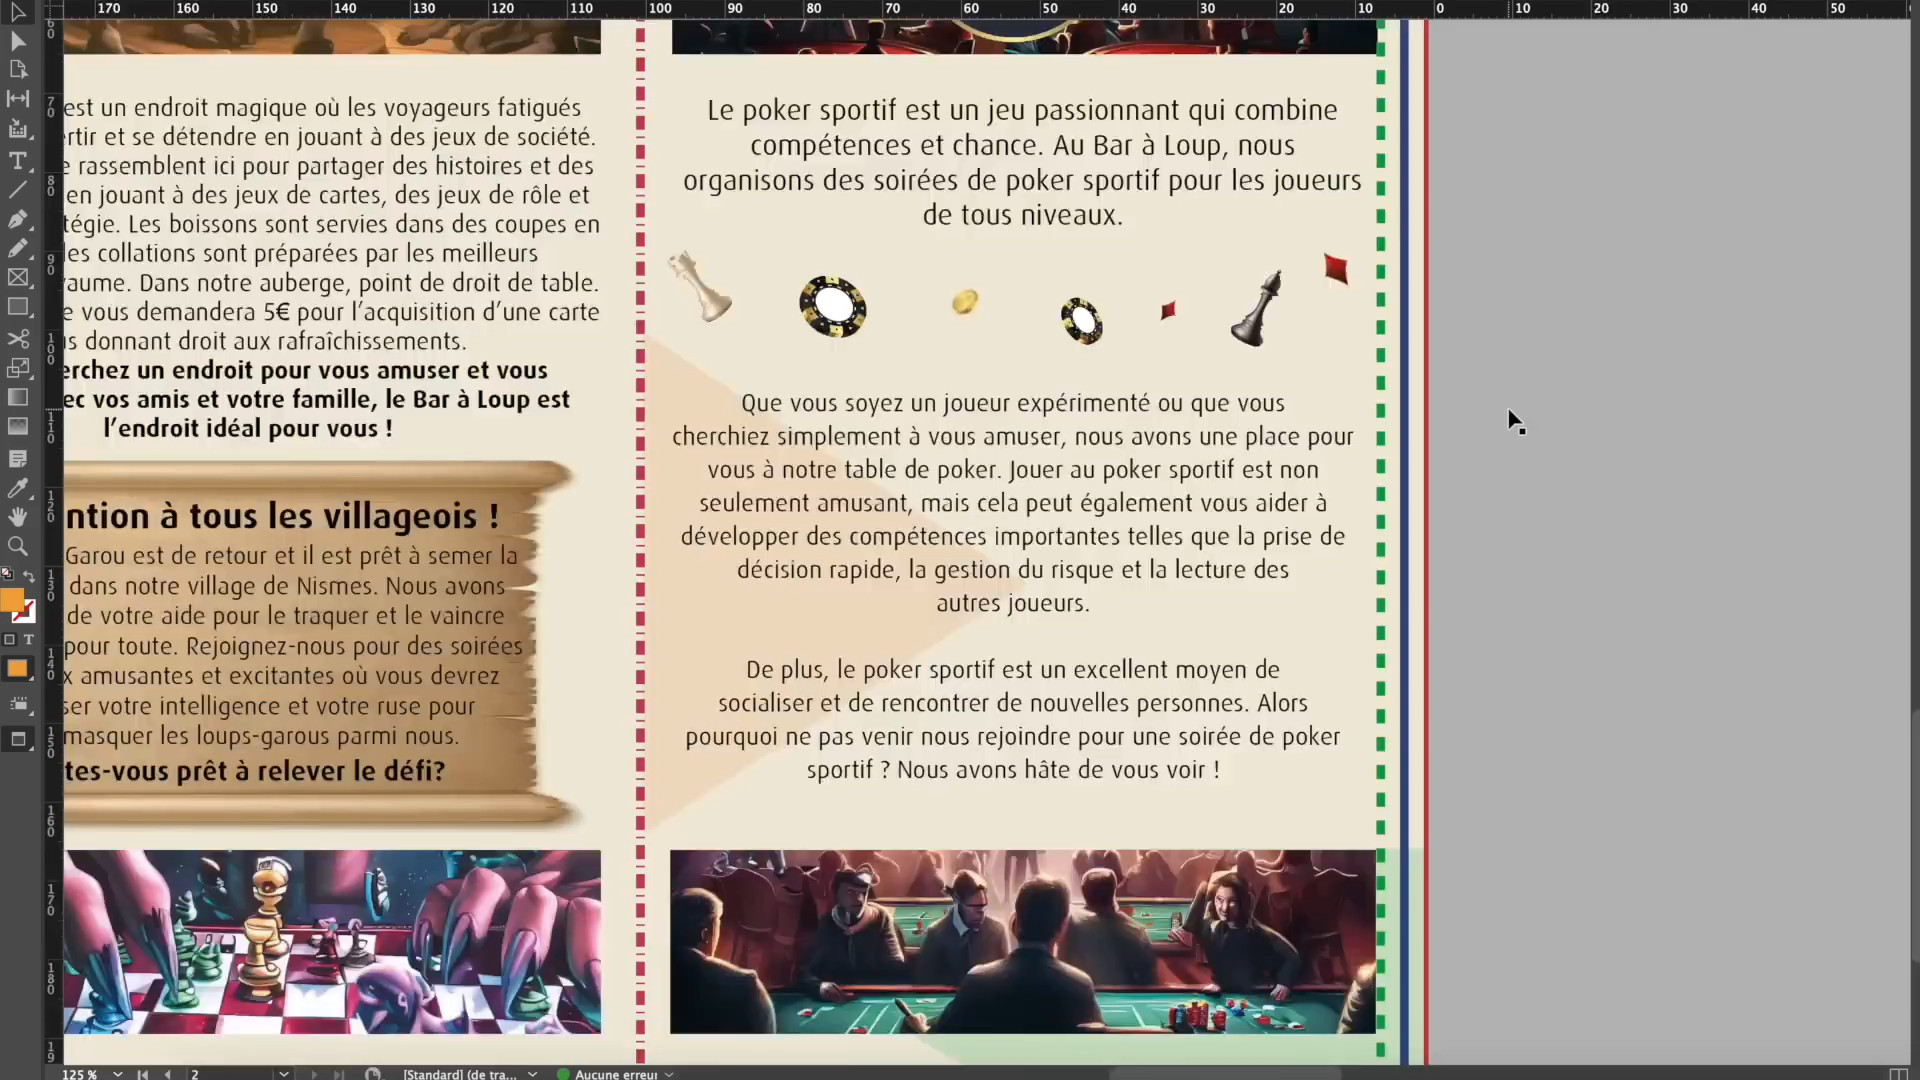 170 160 150 140 130 120 110 100 90 80 70 60 50 40 30 20 10 0 10 20 30 40 50
est un endroit magique où les voyageurs fatigués
ertir et se détendre en jouant à des jeux de société.
e rassemblent ici pour partager des histoires et des
en jouant à des jeux de cartes, des jeux de rôle et
tégie. Les boissons sont servies dans des coupes en
les collations sont préparées par les meilleurs
aume. Dans notre auberge, point de droit de table.
e vous demandera 5€ pour l’acquisition d’une carte
s donnant droit aux rafraîchissements.
erchez un endroit pour vous amuser et vous
ec vos amis et votre famille, le Bar à Loup est
l’endroit idéal pour vous !
ntion à tous les villageois !
Garou est de retour et il est prêt à semer la
dans notre village de Nismes. Nous avons
de votre aide pour le traquer et le vaincre
pour toute. Rejoignez-nous pour des soirées
x amusantes et excitantes où vous devrez
ser votre intelligence et votre ruse pour
masquer les loups-garous parmi nous.
tes-vous prêt à relever le défi?
Le poker sportif est un jeu passionnant qui combine
compétences et chance. Au Bar à Loup, nous
organisons des soirées de poker sportif pour les joueurs
de tous niveaux.
Que vous soyez un joueur expérimenté ou que vous
cherchiez simplement à vous amuser, nous avons une place pour
vous à notre table de poker. Jouer au poker sportif est non
seulement amusant, mais cela peut également vous aider à
développer des compétences importantes telles que la prise de
décision rapide, la gestion du risque et la lecture des
autres joueurs.
De plus, le poker sportif est un excellent moyen de
socialiser et de rencontrer de nouvelles personnes. Alors
pourquoi ne pas venir nous rejoindre pour une soirée de poker
sportif ? Nous avons hâte de vous voir !
125 % 2 [Standard] (de tra... Aucune erreur